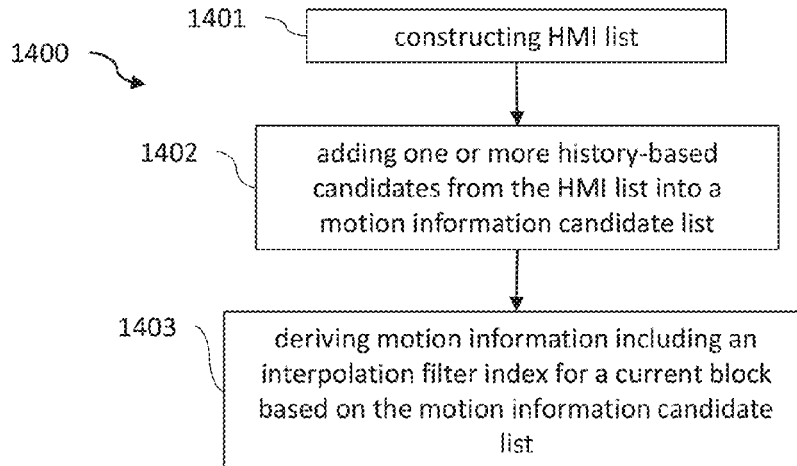 1401
constructing HMI list
1400
1402
adding one or more history-based
candidates from the HMI list into a
motion information candidate list
1403
deriving motion information including an
interpolation filter index for a current block
based on the motion information candidate
list